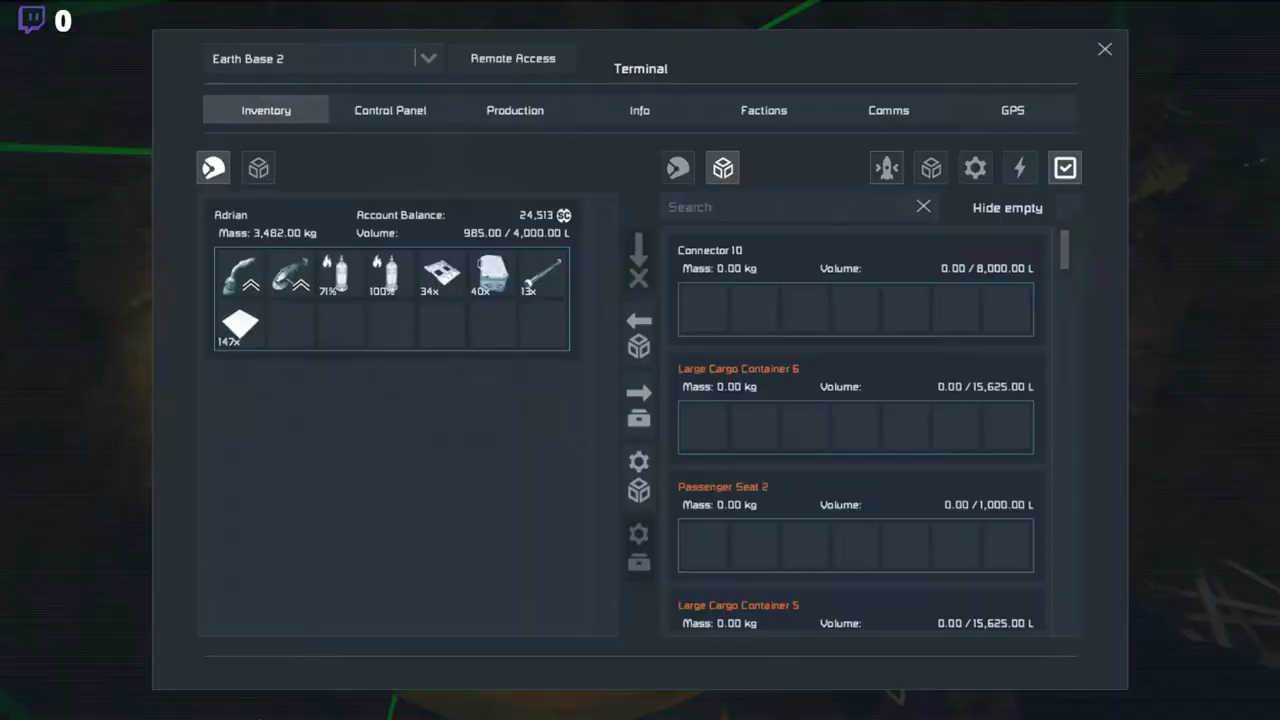 0
Earth Base 2
Remote Access
Terminal
Inventory
Control Panel
Production
Info
Factions
Comms
GPS
Adrian
Account Balance: 24,513 SC
Mass: 3,482.00 kg Volume: 985.00 / 4,000.00 L
71% 100% 34x 40x 13x
147x
Search
Hide empty
Connector 10
Mass: 0.00 kg Volume: 0.00 / 8,000.00 L
Large Cargo Container 6
Mass: 0.00 kg Volume: 0.00 / 15,625.00 L
Passenger Seat 2
Mass: 0.00 kg Volume: 0.00 / 1,000.00 L
Large Cargo Container 5
Mass: 0.00 kg Volume: 0.00 / 15,625.00 L